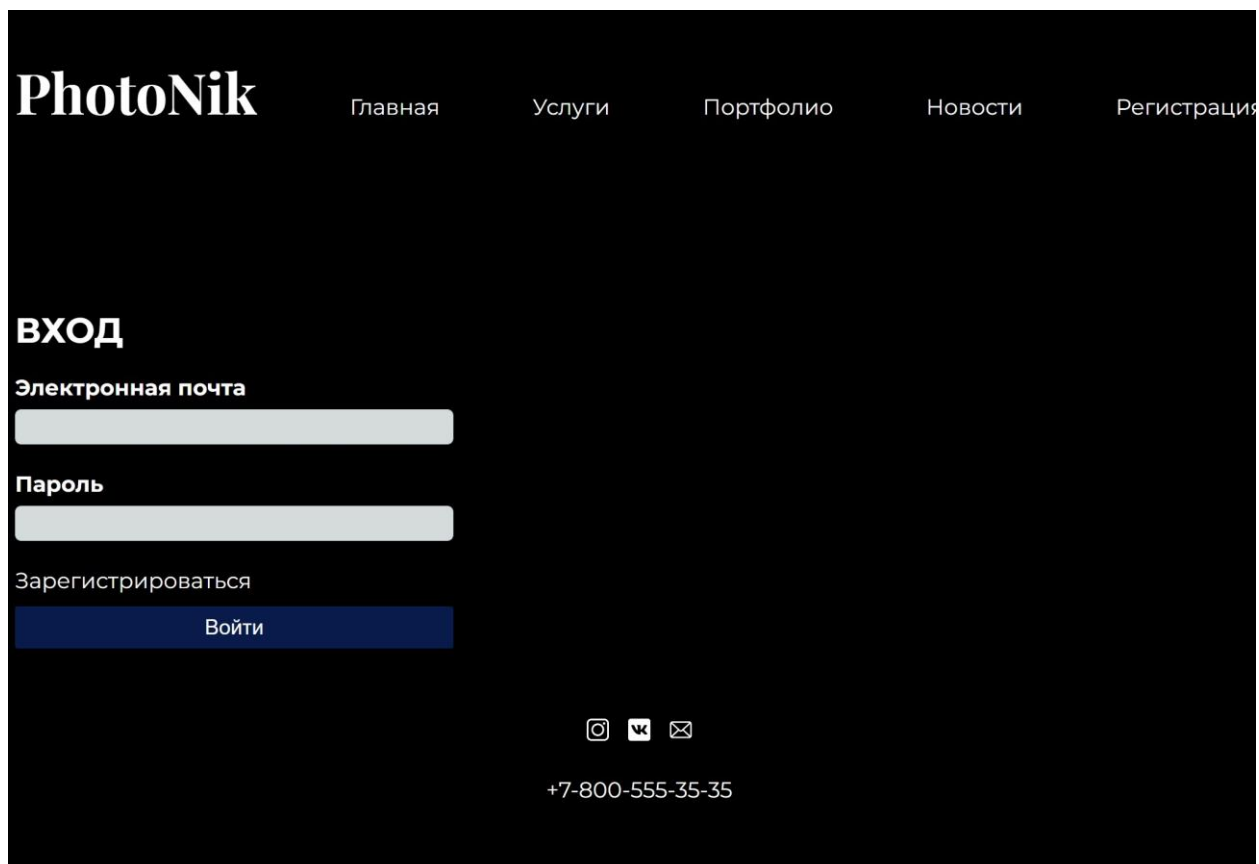 PhotoNik Главная Услуги Портфолио Новости Регистрация
ВХОД
Электронная почта
Пароль
Зарегистрироваться
Войти
+7-800-555-35-35